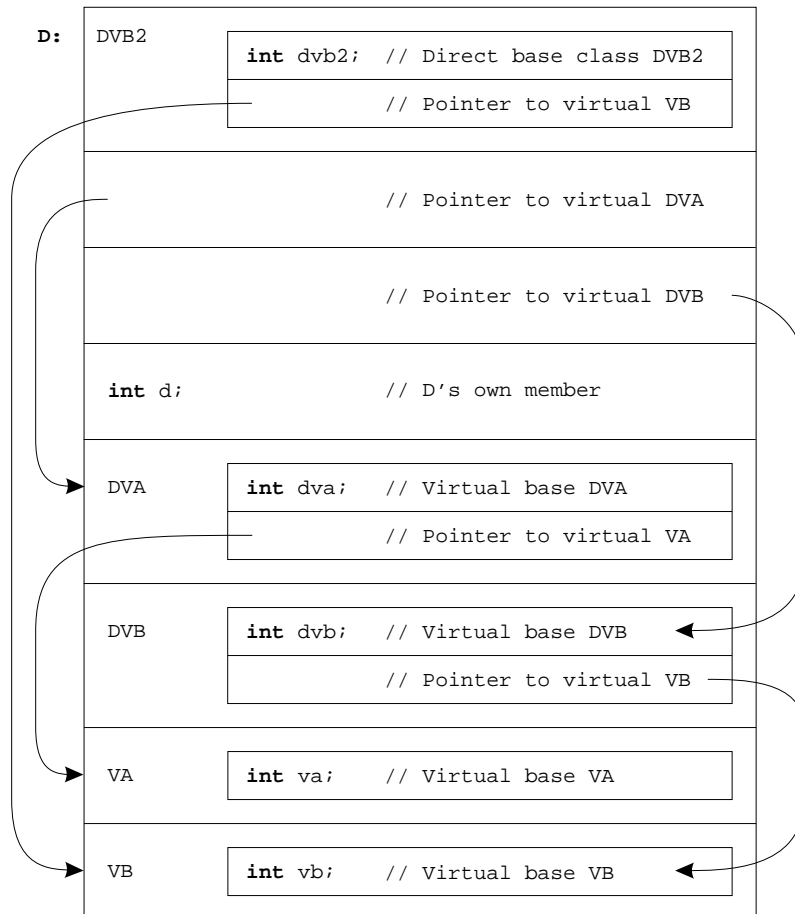 D: DVB2
int dvb2; // Direct base class DVB2
// Pointer to virtual VB
// Pointer to virtual DVA
// Pointer to virtual DVB
int d; // D’s own member
DVA int dva; // Virtual base DVA
// Pointer to virtual VA
DVB int dvb; // Virtual base DVB
// Pointer to virtual VB
VA int va; // Virtual base VA
VB int vb; // Virtual base VB